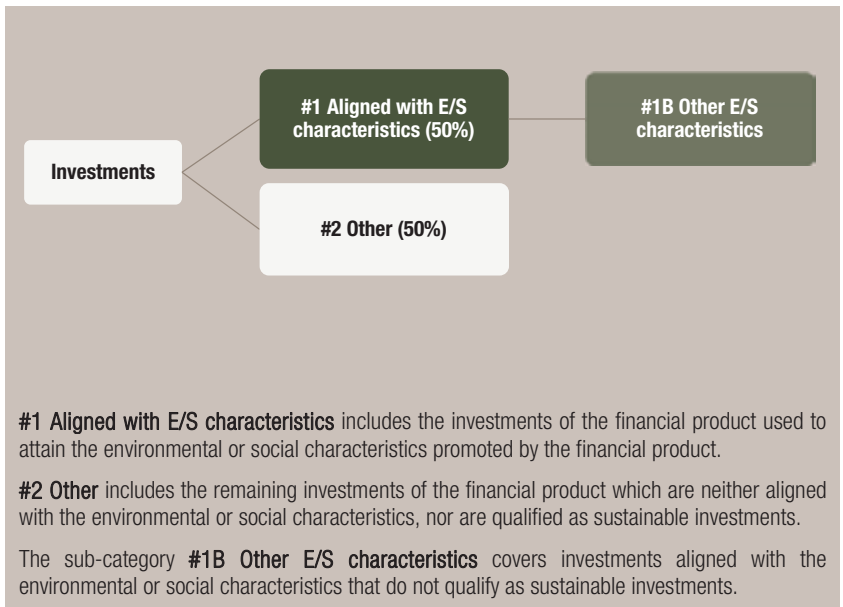 #1 Aligned with E/S
characteristics (50%)
#1B Other E/S
characteristics
Investments
#2 Other (50%)
#1 Aligned with E/S characteristics includes the investments of the financial product used to
attain the environmental or social characteristics promoted by the financial product.
#2 Other includes the remaining investments of the financial product which are neither aligned
with the environmental or social characteristics, nor are qualified as sustainable investments.
The sub-category #1B Other E/S characteristics covers investments aligned with the
environmental or social characteristics that do not qualify as sustainable investments.